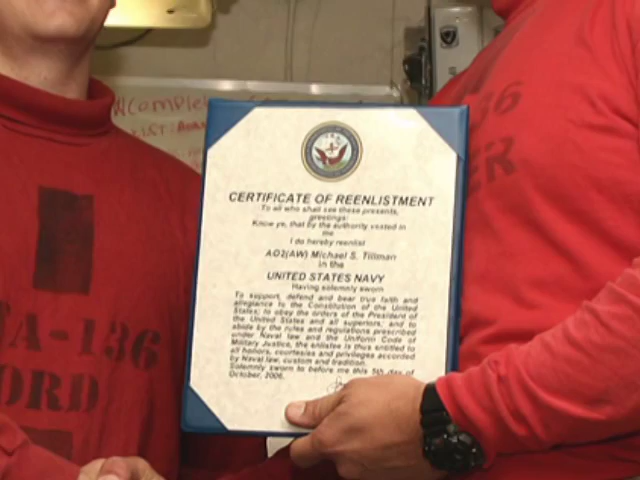 WCompLe
LIST:
36
ER
CERTIFICATE OF REENLISTMENT
To all who shall see these presents,
greetings:
Know ye, that by the authority vested in
me
I do hereby reenlist
AO2(AW) Michael S. Tillman
in the
UNITED STATES NAVY
Having solemnly sworn
To support, defend and bear true faith and
allegiance to the Constitution of the United
States; to obey the orders of the President of
the United States and all superiors; and to
abide by the rules and regulations prescribed
under Naval law and the Uniform Code of
Military Justice, the enlistee is thus entitled to
all honors, courtesies and privileges accorded
by Naval law, custom and tradition.
Solemnly sworn to before me this 5th day of
October, 2006.
A-136
ORD